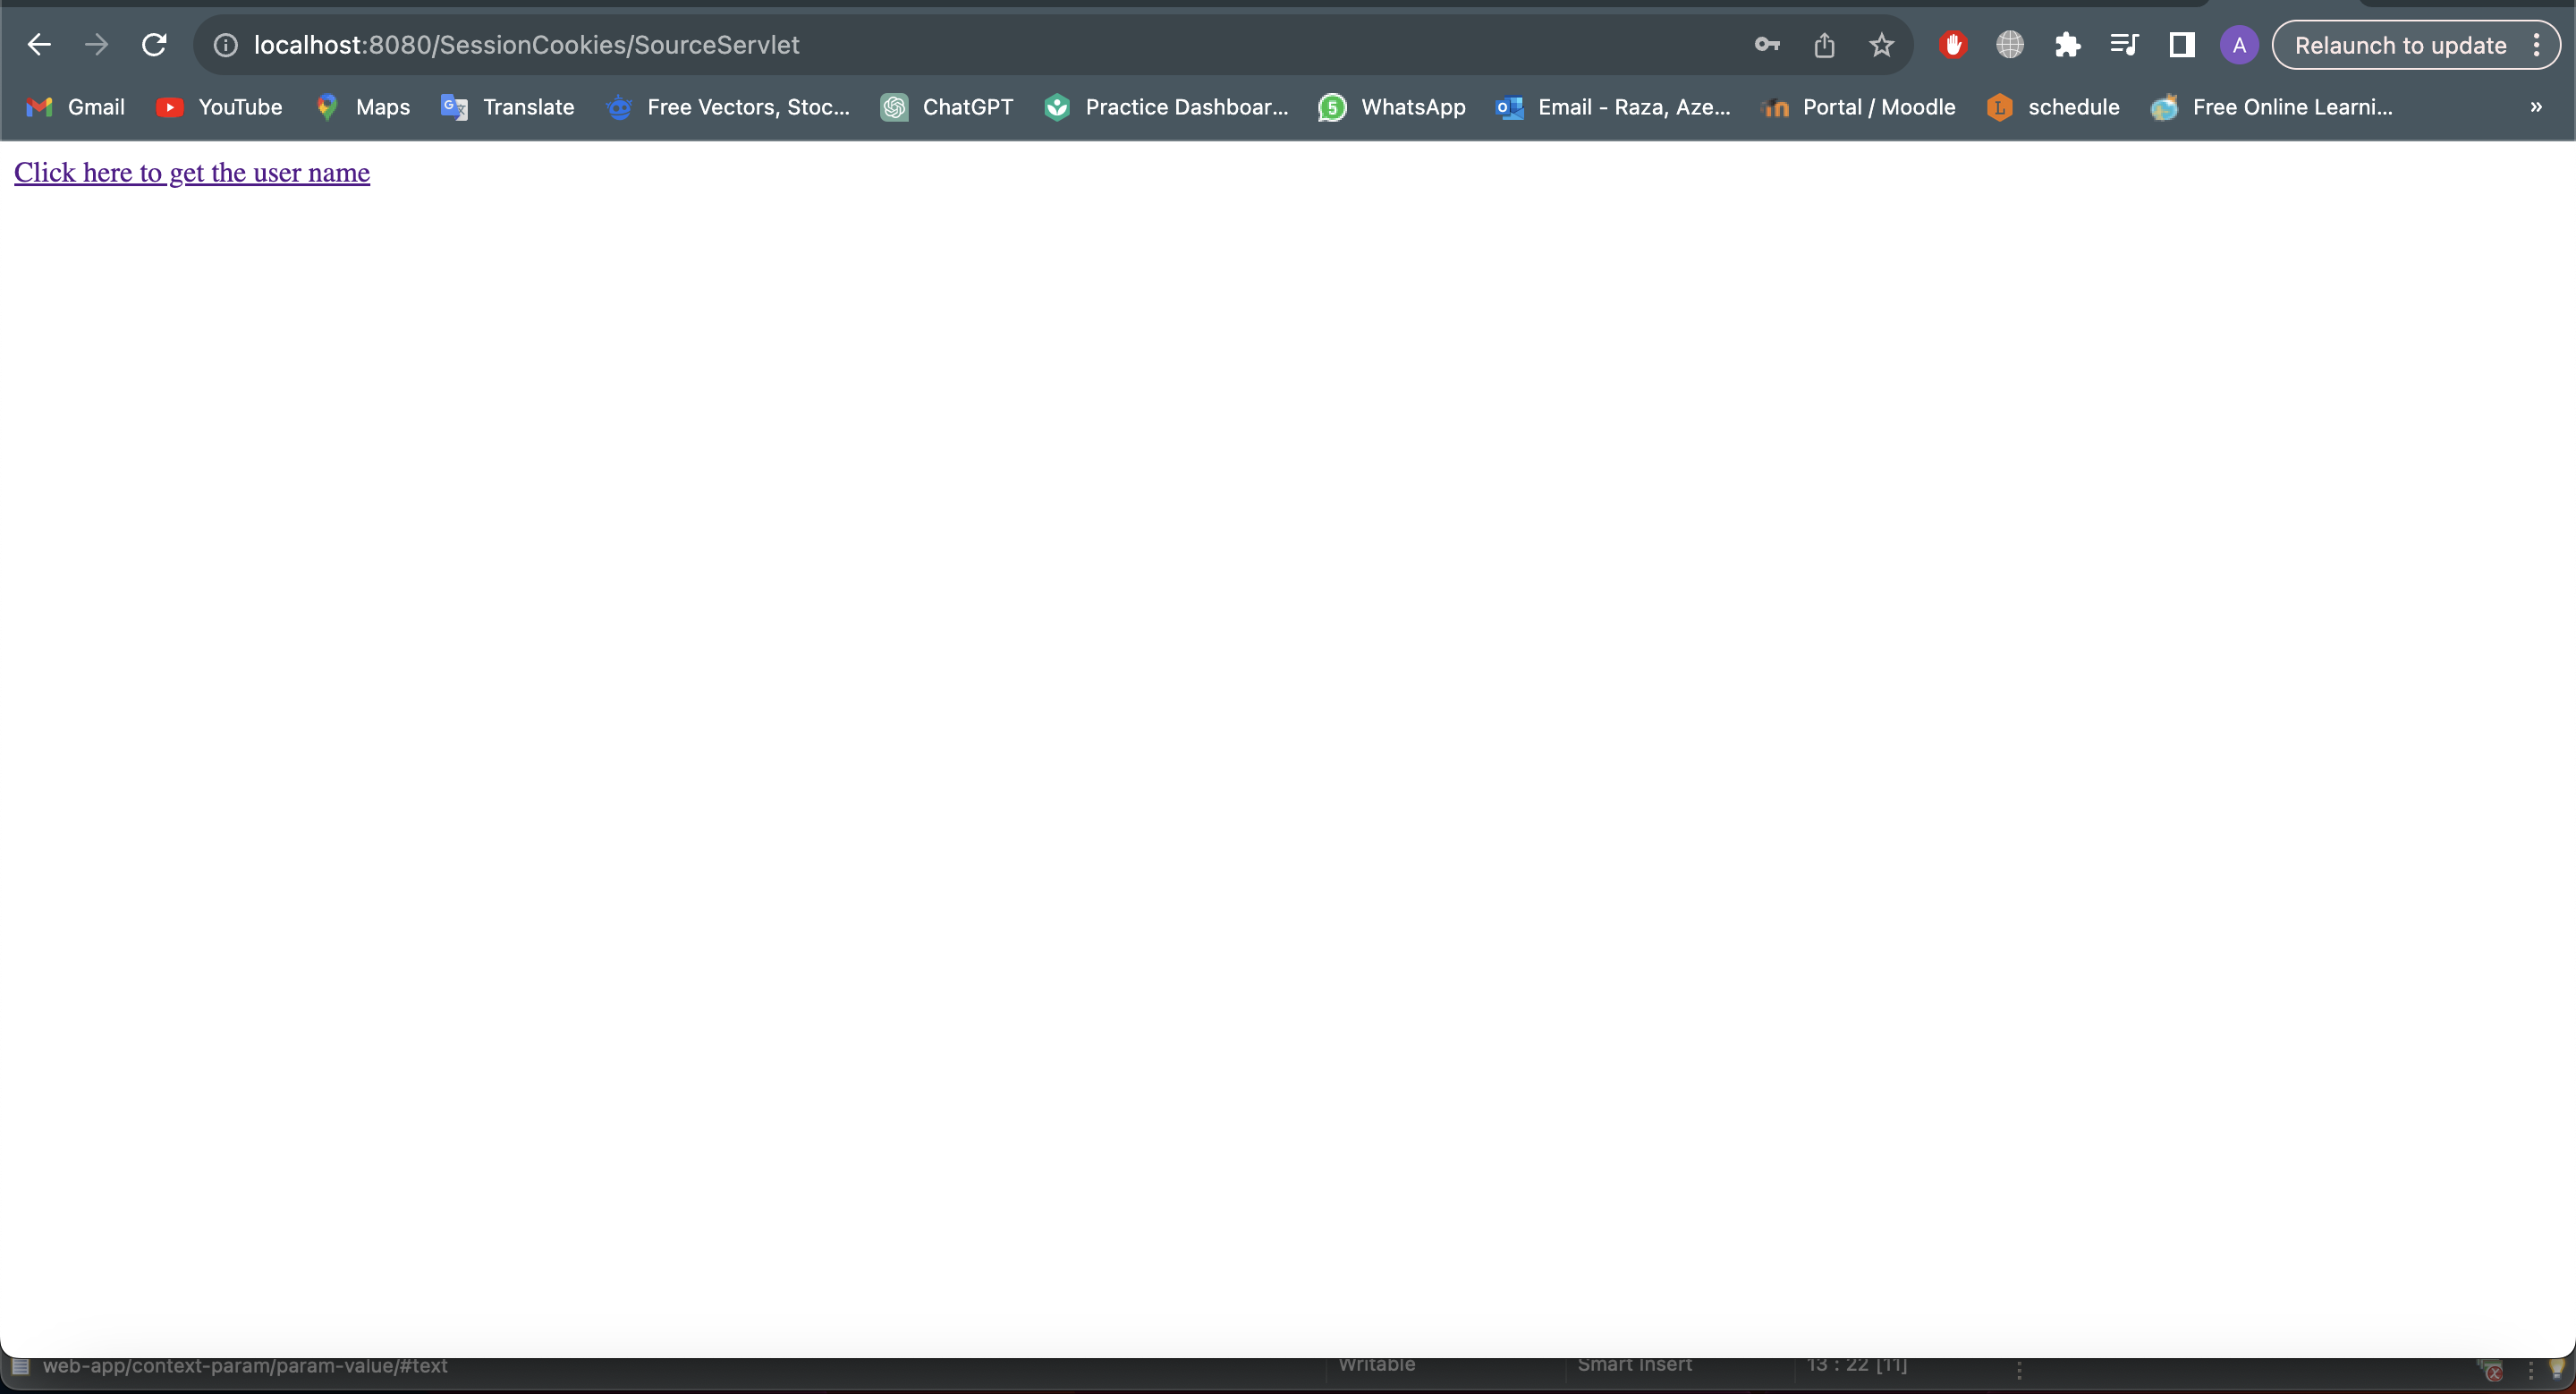 localhost:8080/SessionCookies/SourceServlet A Relaunch to update
Gmail YouTube Maps Translate Free Vectors, Stoc... ChatGPT Practice Dashboar... 5 WhatsApp Email - Raza, Aze... Portal / Moodle L schedule Free Online Learni... »
Click here to get the user name
web-app/context-param/param-value/#text Writable Smart Insert 13 : 22 [11]